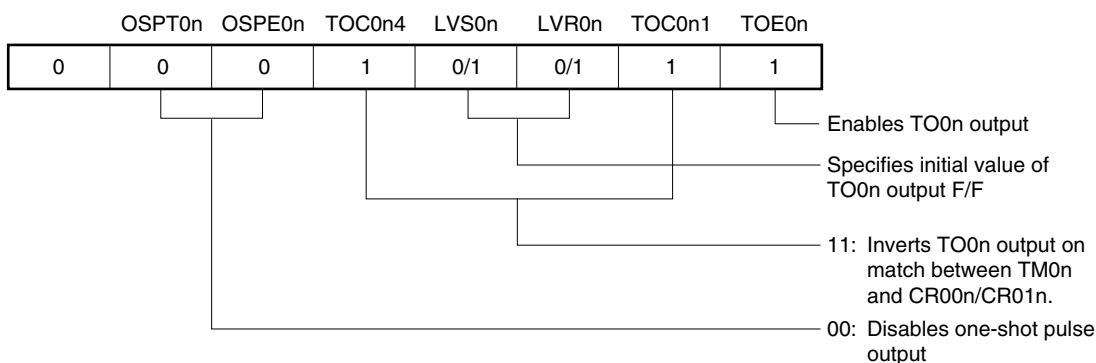 OSPT0n OSPE0n TOC0n4 LVS0n LVR0n TOC0n1 TOE0n
0 0 0 1 0/1 0/1 1 1
Enables TO0n output
Specifies initial value of
TO0n output F/F
11: Inverts TO0n output on
match between TM0n
and CR00n/CR01n.
00: Disables one-shot pulse
output